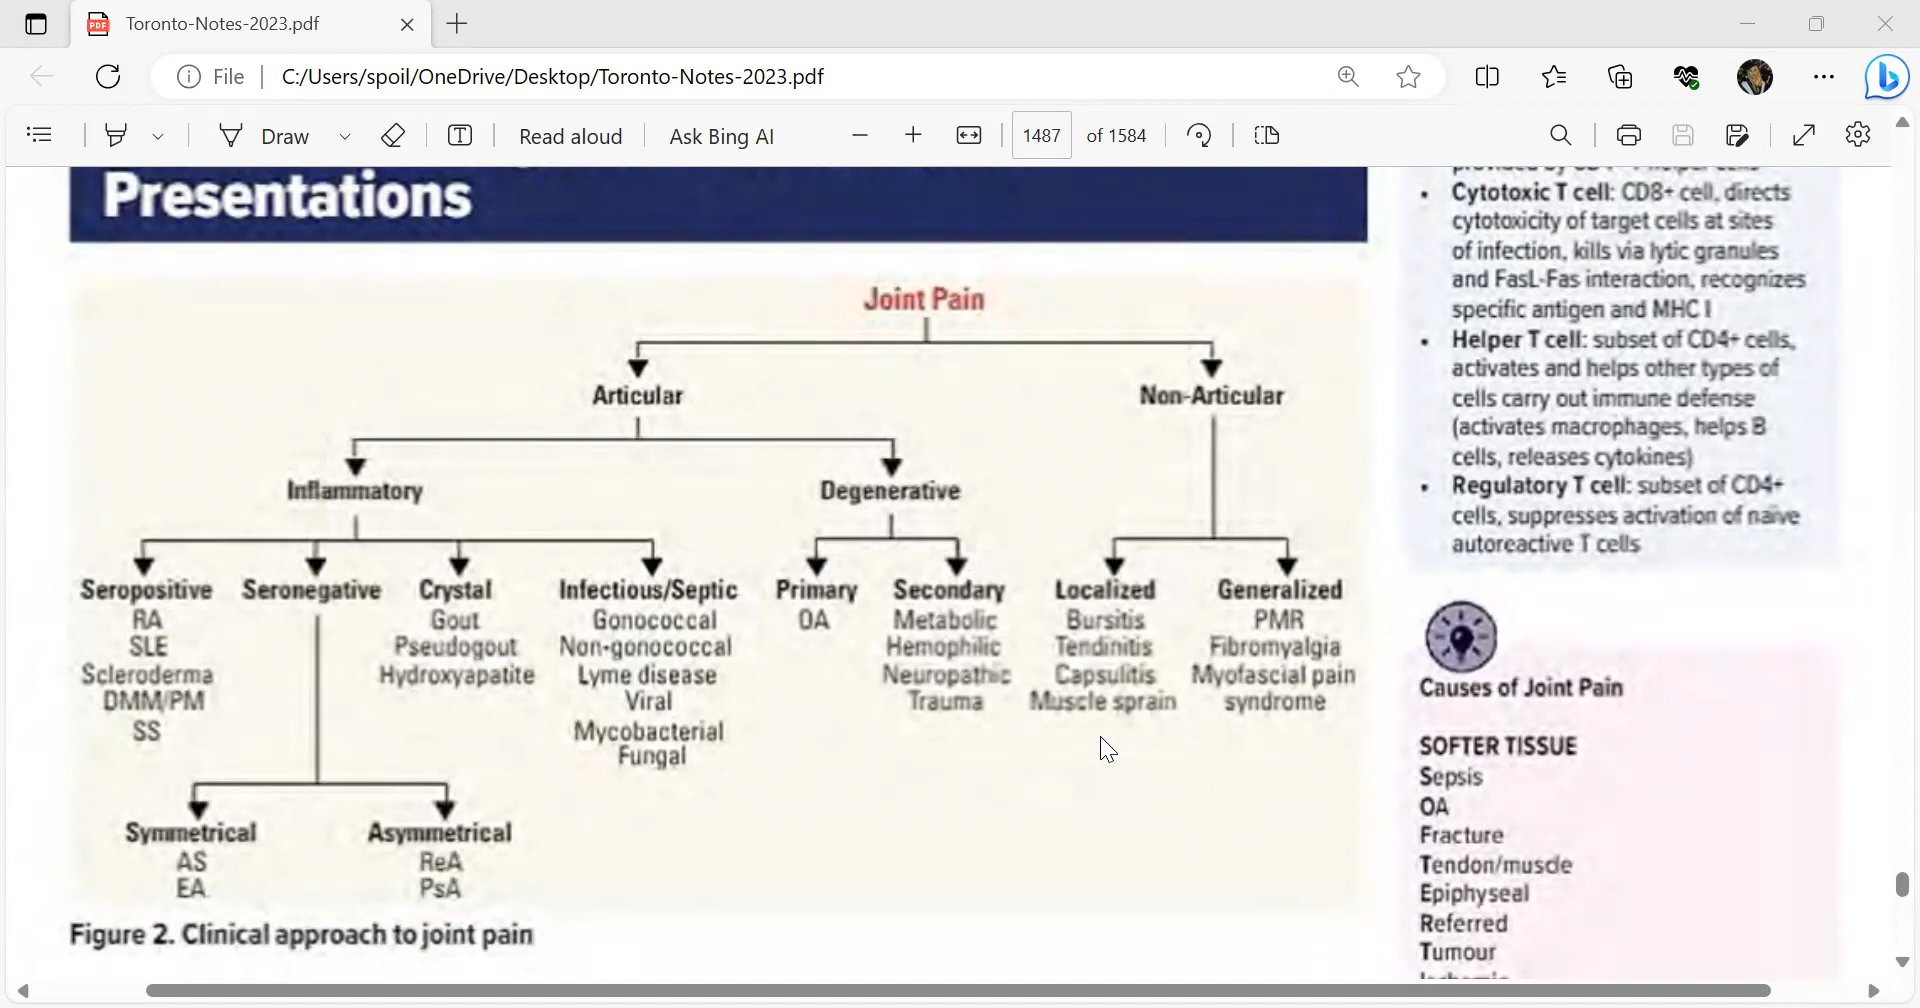 Toronto-Notes-2023.pdf
File
C:/Users/spoil/OneDrive/Desktop/Toronto-Notes-2023.pdf
Draw
Read aloud
Ask Bing AI
1487 of 1584
Presentations
Joint Pain
Articular
Non-Articular
Inflammatory
Degenerative
Seropositive
RA
SLE
Scleroderma
DMM/PM
SS
Seronegative
Crystal
Gout
Pseudogout
Hydroxyapatite
Infectious/Septic
Gonococcal
Non-gonococcal
Lyme disease
Viral
Mycobacterial
Fungal
Primary
OA
Secondary
Metabolic
Hemophilic
Neuropathic
Trauma
Localized
Bursitis
Tendinitis
Capsulitis
Muscle sprain
Generalized
PMR
Fibromyalgia
Myofascial pain
syndrome
Symmetrical
AS
EA
Asymmetrical
ReA
PsA
Figure 2. Clinical approach to joint pain
• Cytotoxic T cell: CD8+ cell, directs
cytotoxicity of target cells at sites
of infection, kills via lytic granules
and FasL-Fas interaction, recognizes
specific antigen and MHC I
• Helper T cell: subset of CD4+ cells,
activates and helps other types of
cells carry out immune defense
(activates macrophages, helps B
cells, releases cytokines)
• Regulatory T cell: subset of CD4+
cells, suppresses activation of naive
autoreactive T cells
Causes of Joint Pain
SOFTER TISSUE
Sepsis
OA
Fracture
Tendon/muscle
Epiphyseal
Referred
Tumour